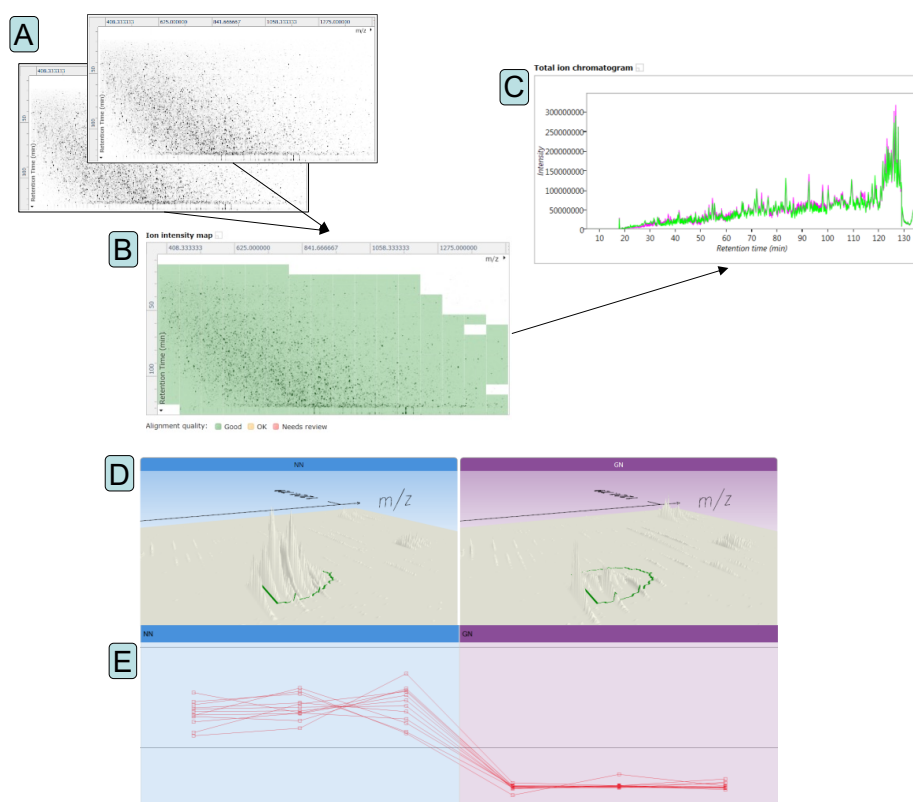 A
408.333333 625.000000 841.666667 1058.333333 1275.000000
m/z
50
100
Retention Time (min)
408.333333
50
100
Retention Time (min)
B
Ion intensity map
408.333333 625.000000 841.666667 1058.333333 1275.000000
m/z
50
100
Retention Time (min)
Alignment quality: Good OK Needs review
C
Total ion chromatogram
Intensity
300000000
250000000
200000000
150000000
100000000
50000000
0
10 20 30 40 50 60 70 80 90 100 110 120 130
Retention time (min)
D
NN GN
m/z m/z
E
NN GN